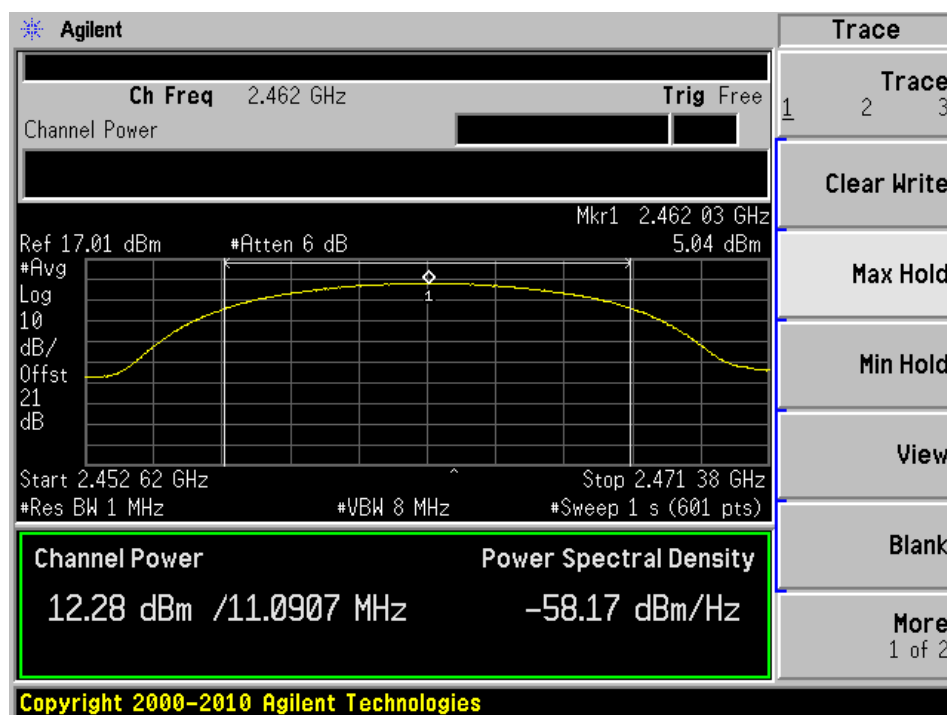 Agilent
Trace
Ch Freq 2.462 GHz
Trig Free
Channel Power
Mkr1 2.462 03 GHz
Ref 17.01 dBm #Atten 6 dB 5.04 dBm
#Avg
Log
10
dB/
Offst
21
dB
1
Start 2.452 62 GHz Stop 2.471 38 GHz
#Res BW 1 MHz #VBW 8 MHz #Sweep 1 s (601 pts)
Channel Power Power Spectral Density
12.28 dBm /11.0907 MHz -58.17 dBm/Hz
Copyright 2000-2010 Agilent Technologies
Trace
1 2 3
Clear Write
Max Hold
Min Hold
View
Blank
More
1 of 2